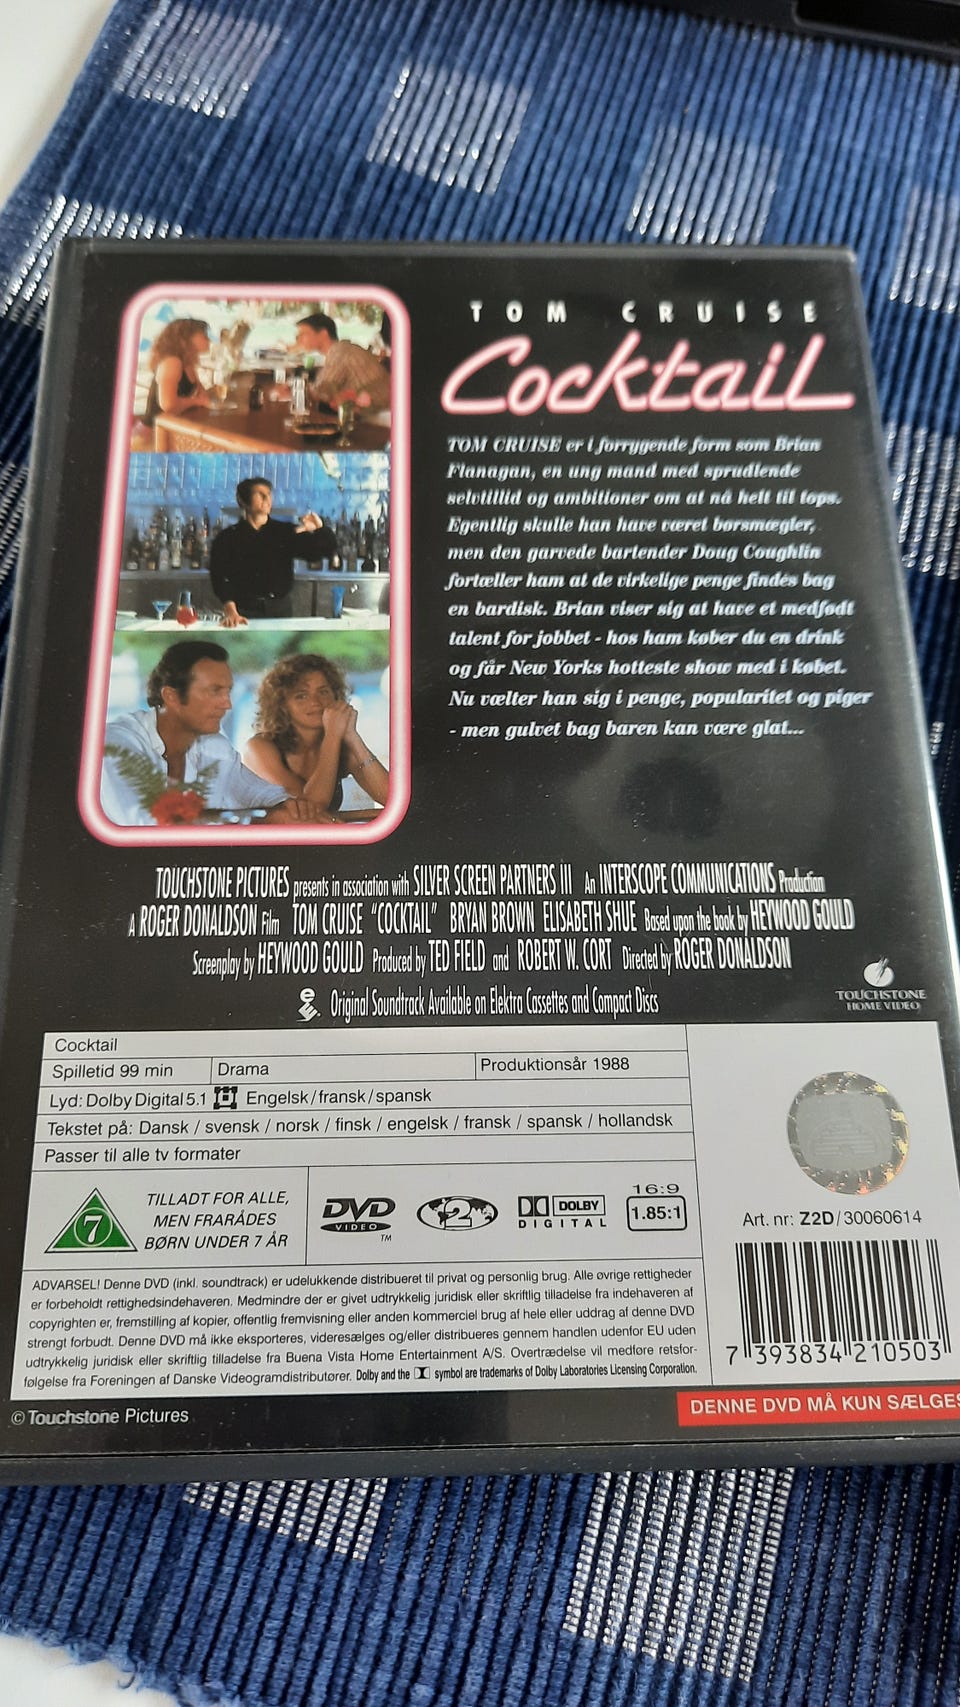 TOM CRUISE
Cocktail
TOM CRUISE er i forrygende form som Brian
Flanagan, en ung mand med sprudlende
selvtillid og ambitioner om at nå helt til tops.
Egentlig skulle han have været børsmægler,
men den garvede bartender Doug Coughlin
fortæller ham at de virkelige penge findes bag
en bardisk. Brian viser sig at have et medfødt
talent for jobbet - hos ham køber du en drink
og får New Yorks hotteste show med i købet.
Nu vælter han sig i penge, popularitet og piger
- men gulvet bag baren kan være glat...
TOUCHSTONE PICTURES presents in association with SILVER SCREEN PARTNERS III An INTERSCOPE COMMUNICATIONS Production
A ROGER DONALDSON Film TOM CRUISE "COCKTAIL" BRYAN BROWN ELISABETH SHUE Based upon the book by HEYWOOD GOULD
Screenplay by HEYWOOD GOULD Produced by TED FIELD and ROBERT W. CORT Directed by ROGER DONALDSON
Original Soundtrack Available on Elektra Cassettes and Compact Discs
TOUCHSTONE
HOME VIDEO
Cocktail
Spilletid 99 min Drama Produktionsår 1988
Lyd: Dolby Digital 5.1 Engelsk/fransk/spansk
Tekstet på: Dansk / svensk / norsk / finsk / engelsk / fransk / spansk / hollandsk
Passer til alle tv formater
7
TILLADT FOR ALLE,
MEN FRARÅDES
BØRN UNDER 7 ÅR
DVD
VIDEO
TM
2
DOLBY
DIGITAL
16:9
1.85:1
Art. nr: Z2D/30060614
7 393834 210503
ADVARSEL! Denne DVD (inkl. soundtrack) er udelukkende distribueret til privat og personlig brug. Alle øvrige rettigheder
er forbeholdt rettighedsindehaveren. Medmindre der er givet udtrykkelig juridisk eller skriftlig tilladelse fra indehaveren af
copyrighten er, fremstilling af kopier, offentlig fremvisning eller anden kommerciel brug af hele eller uddrag af denne DVD
strengt forbudt. Denne DVD må ikke eksporteres, videresælges og/eller distribueres gennem handlen udenfor EU uden
udtrykkelig juridisk eller skriftlig tilladelse fra Buena Vista Home Entertainment A/S. Overtrædelse vil medføre retsfor-
følgelse fra Foreningen af Danske Videogramdistributører. Dolby and the symbol are trademarks of Dolby Laboratories Licensing Corporation.
© Touchstone Pictures
DENNE DVD MÅ KUN SÆLGES